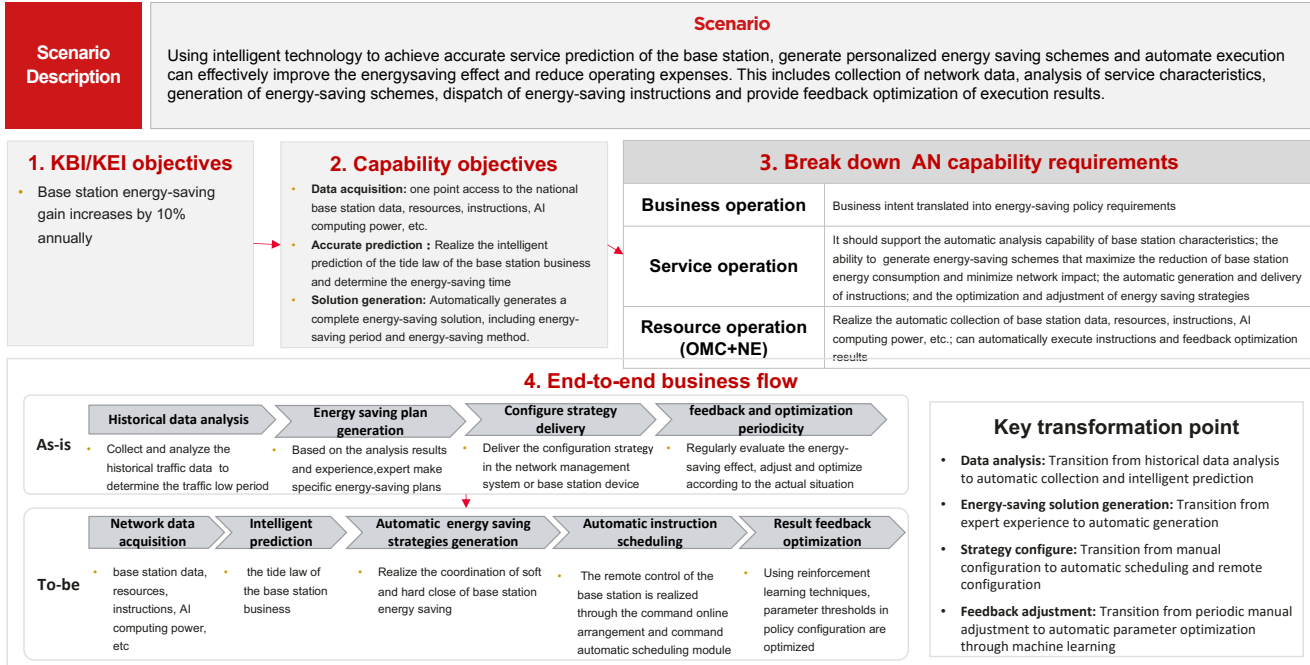 Scenario
Description
Scenario
Using intelligent technology to achieve accurate service prediction of the base station, generate personalized energy saving schemes and automate execution
can effectively improve the energysaving effect and reduce operating expenses. This includes collection of network data, analysis of service characteristics,
generation of energy-saving schemes, dispatch of energy-saving instructions and provide feedback optimization of execution results.
1. KBI/KEI objectives
• Base station energy-saving
gain increases by 10%
annually
2. Capability objectives
• Data acquisition: one point access to the national
base station data, resources, instructions, AI
computing power, etc.
• Accurate prediction：Realize the intelligent
prediction of the tide law of the base station business
and determine the energy-saving time
• Solution generation: Automatically generates a
complete energy-saving solution, including energy-
saving period and energy-saving method.
3. Break down AN capability requirements
Business operation
Business intent translated into energy-saving policy requirements
Service operation
It should support the automatic analysis capability of base station characteristics; the
ability to generate energy-saving schemes that maximize the reduction of base station
energy consumption and minimize network impact; the automatic generation and delivery
of instructions; and the optimization and adjustment of energy saving strategies
Resource operation
(OMC+NE)
Realize the automatic collection of base station data, resources, instructions, AI
computing power, etc.; can automatically execute instructions and feedback optimization
results
4. End-to-end business flow
As-is
Historical data analysis
• Collect and analyze the
historical traffic data to
determine the traffic low period
Energy saving plan
generation
• Based on the analysis results
and experience,expert make
specific energy-saving plans
Configure strategy
delivery
• Deliver the configuration strategy
in the network management
system or base station device
feedback and optimization
periodicity
• Regularly evaluate the energy-
saving effect, adjust and optimize
according to the actual situation
To-be
Network data
acquisition
• base station data,
resources,
instructions, AI
computing power,
etc
Intelligent
prediction
• the tide law of
the base station
business
Automatic energy saving
strategies generation
• Realize the coordination of soft
and hard close of base station
energy saving
Automatic instruction
scheduling
• The remote control of the
base station is realized
through the command online
arrangement and command
automatic scheduling module
Result feedback
optimization
• Using reinforcement
learning techniques,
parameter thresholds in
policy configuration are
optimized
Key transformation point
• Data analysis: Transition from historical data analysis
to automatic collection and intelligent prediction
• Energy-saving solution generation: Transition from
expert experience to automatic generation
• Strategy configure: Transition from manual
configuration to automatic scheduling and remote
configuration
• Feedback adjustment: Transition from periodic manual
adjustment to automatic parameter optimization
through machine learning